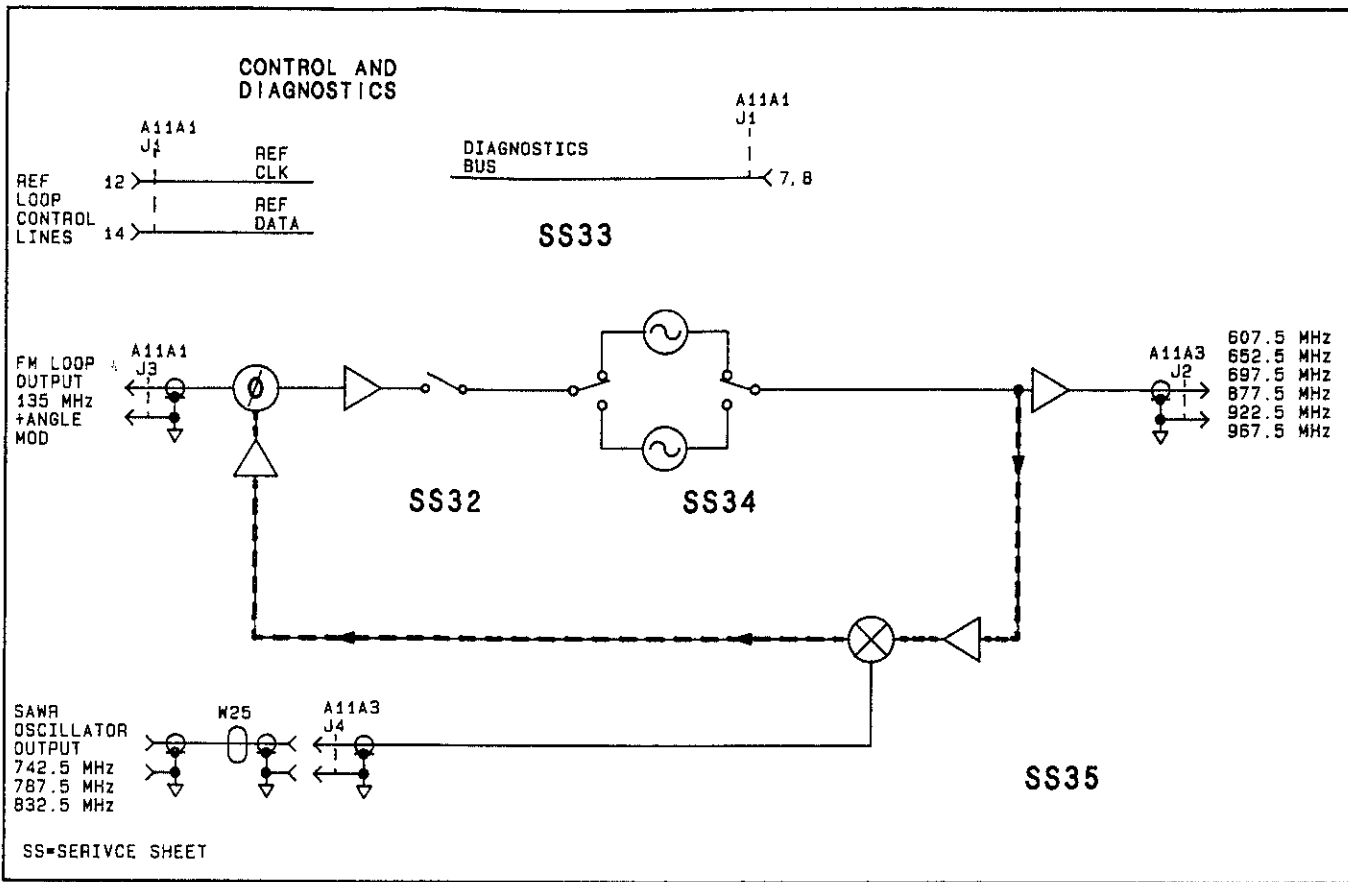 CONTROL AND
DIAGNOSTICS
A11A1
J1
REF
LOOP
CONTROL
LINES
12
REF
CLK
14
REF
DATA
DIAGNOSTICS
BUS
A11A1
J1
7,8
SS33
FM LOOP
OUTPUT
135 MHz
+ANGLE
MOD
A11A1
J3
Ø
SS32
SS34
A11A3
J2
607.5 MHz
652.5 MHz
697.5 MHz
877.5 MHz
922.5 MHz
967.5 MHz
SAWR
OSCILLATOR
OUTPUT
742.5 MHz
787.5 MHz
832.5 MHz
W25
A11A3
J4
SS35
SS=SERIVCE SHEET